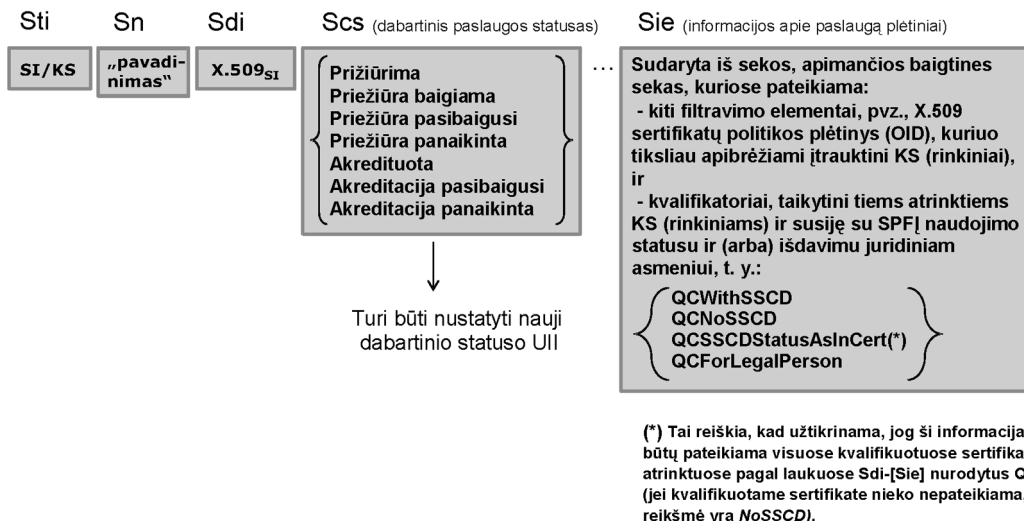 Sti Sn Sdi Scs (dabartinis paslaugos statusas) Sie (informacijos apie paslaugą plėtiniai)
SI/KS
„pavadi-
nimas“
X.509SI
Prižiūrima
Priežiūra baigiama
Priežiūra pasibaigusi
Priežiūra panaikinta
Akredituota
Akreditacija pasibaigusi
Akreditacija panaikinta
Turi būti nustatyti nauji
dabartinio statuso UII
...
Sudaryta iš sekos, apimančios baigtines
sekas, kuriose pateikiama:
- kiti filtravimo elementai, pvz., X.509
sertifikatų politikos plėtinys (OID), kuriuo
tiksliau apibrėžiami įtrauktini KS (rinkiniai),
ir
- kvalifikatoriai, taikytini tiems atrinktiems
KS (rinkiniams) ir susiję su SPFĮ naudojimo
statusu ir (arba) išdavimu juridiniam
asmeniui, t. y.:
QCWithSSCD
QCNoSSCD
QCSSCDStatusAsInCert(*)
QCForLegalPerson
(*) Tai reiškia, kad užtikrinama, jog ši informacija
būtų pateikiama visuose kvalifikuotuose
atrinktuose pagal laukuose Sdi-[Sie] nurodytus
(jei kvalifikuotame sertifikate nieko nepateikiama,
reikšmė yra NoSSCD).